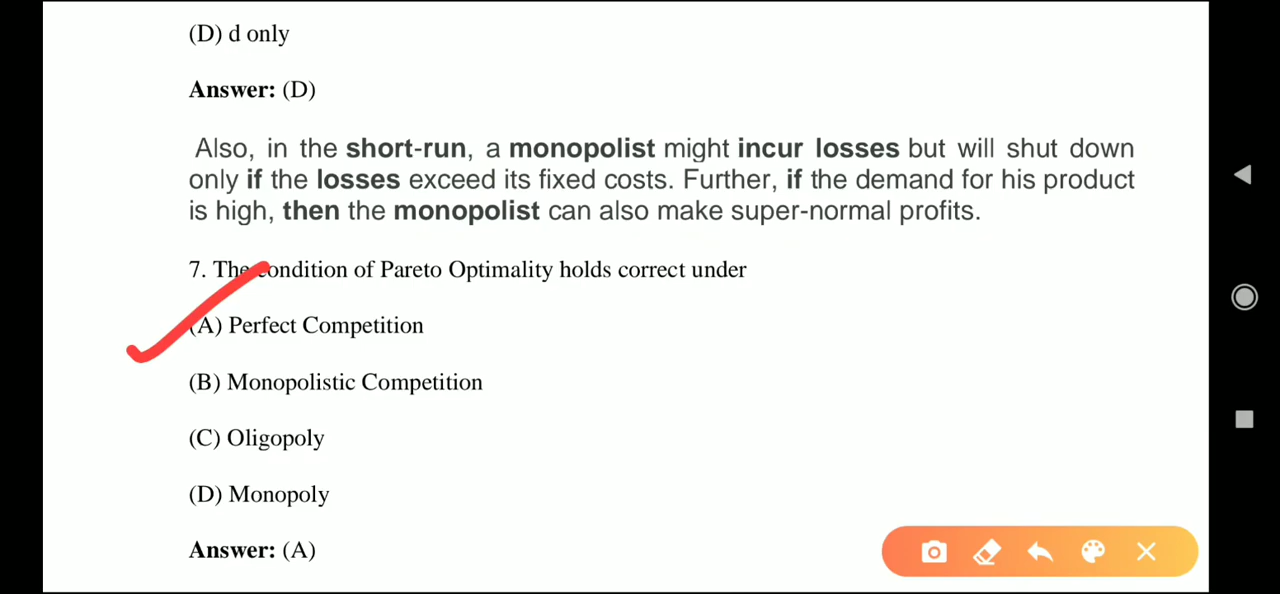 (D) d only
Answer: (D)
Also, in the short-run, a monopolist might incur losses but will shut down
only if the losses exceed its fixed costs. Further, if the demand for his product
is high, then the monopolist can also make super-normal profits.
7. The condition of Pareto Optimality holds correct under
(A) Perfect Competition
(B) Monopolistic Competition
(C) Oligopoly
(D) Monopoly
Answer: (A)